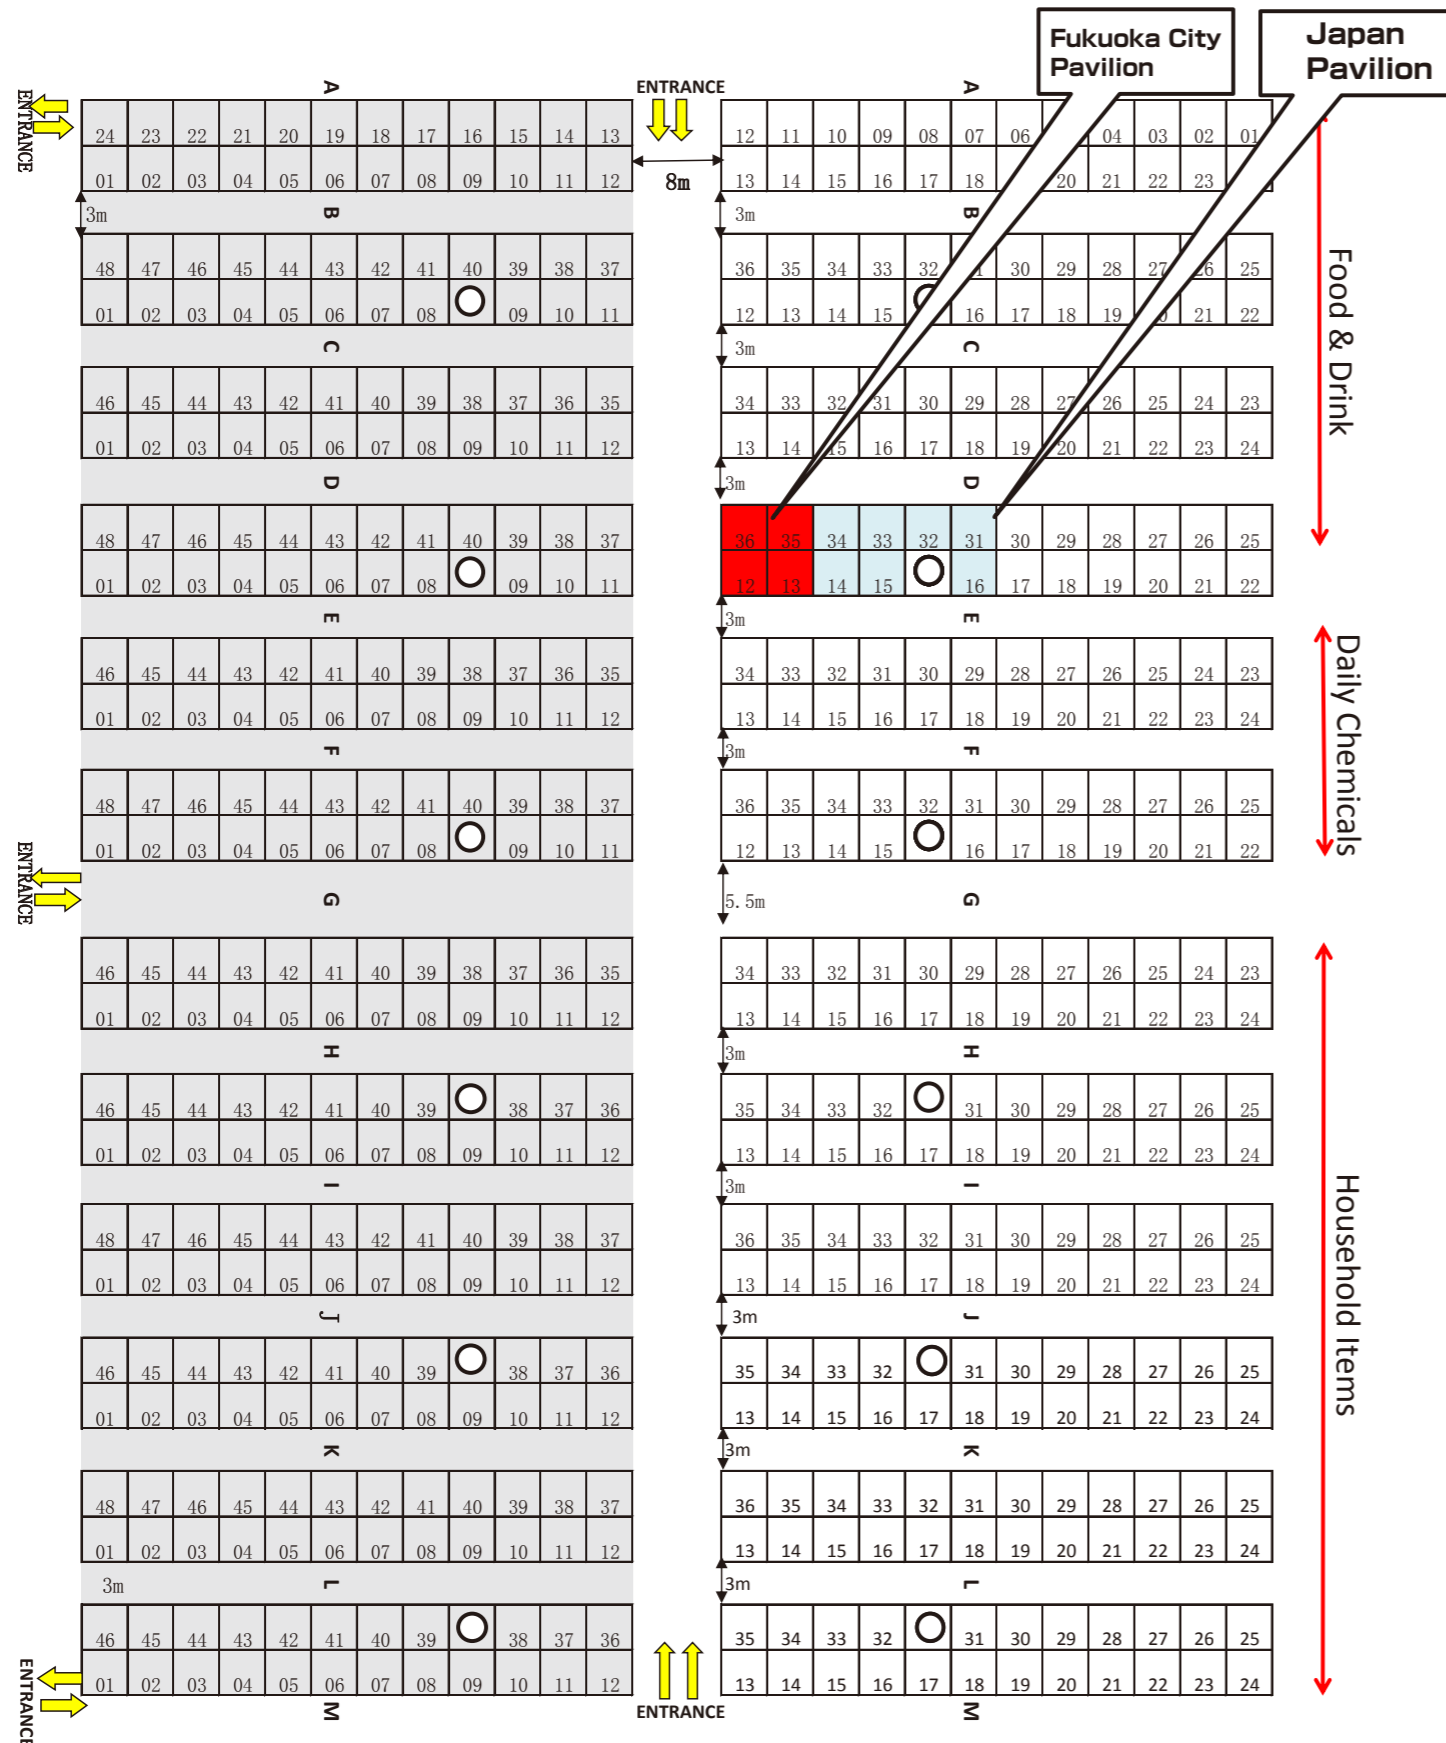 Fukuoka City
Pavilion
Japan
Pavilion
A ENTRANCE A
ENTRANCE
24 23 22 21 20 19 18 17 16 15 14 13 12 11 10 09 08 07 06 04 03 02 01
01 02 03 04 05 06 07 08 09 10 11 12 8m 13 14 15 16 17 18 20 21 22 23
3m B 3m B
48 47 46 45 44 43 42 41 40 39 38 37 36 35 34 33 32 30 29 28 27 26 25
01 02 03 04 05 06 07 08 09 10 11 12 13 14 15 16 17 18 19 21 22
C 3m C
46 45 44 43 42 41 40 39 38 37 36 35 34 33 32 31 30 29 28 27 26 25 24 23
01 02 03 04 05 06 07 08 09 10 11 12 13 14 15 16 17 18 19 20 21 22 23 24
Food & Drink
D 3m D
48 47 46 45 44 43 42 41 40 39 38 37 36 35 34 33 32 31 30 29 28 27 26 25
01 02 03 04 05 06 07 08 09 10 11 12 13 14 15 16 17 18 19 20 21 22
E 3m E
46 45 44 43 42 41 40 39 38 37 36 35 34 33 32 31 30 29 28 27 26 25 24 23
01 02 03 04 05 06 07 08 09 10 11 12 13 14 15 16 17 18 19 20 21 22 23 24
Daily Chemicals
F 3m F
48 47 46 45 44 43 42 41 40 39 38 37 36 35 34 33 32 31 30 29 28 27 26 25
01 02 03 04 05 06 07 08 09 10 11 12 13 14 15 16 17 18 19 20 21 22
ENTRANCE
G 5.5m G
46 45 44 43 42 41 40 39 38 37 36 35 34 33 32 31 30 29 28 27 26 25 24 23
01 02 03 04 05 06 07 08 09 10 11 12 13 14 15 16 17 18 19 20 21 22 23 24
H 3m H
46 45 44 43 42 41 40 39 38 37 36 35 34 33 32 31 30 29 28 27 26 25
01 02 03 04 05 06 07 08 09 10 11 12 13 14 15 16 17 18 19 20 21 22 23 24
I 3m I
48 47 46 45 44 43 42 41 40 39 38 37 36 35 34 33 32 31 30 29 28 27 26 25
01 02 03 04 05 06 07 08 09 10 11 12 13 14 15 16 17 18 19 20 21 22 23 24
Household Items
J 3m J
46 45 44 43 42 41 40 39 38 37 36 35 34 33 32 31 30 29 28 27 26 25
01 02 03 04 05 06 07 08 09 10 11 12 13 14 15 16 17 18 19 20 21 22 23 24
K 3m K
48 47 46 45 44 43 42 41 40 39 38 37 36 35 34 33 32 31 30 29 28 27 26 25
01 02 03 04 05 06 07 08 09 10 11 12 13 14 15 16 17 18 19 20 21 22 23 24
3m L 3m L
46 45 44 43 42 41 40 39 38 37 36 35 34 33 32 31 30 29 28 27 26 25
01 02 03 04 05 06 07 08 09 10 11 12 13 14 15 16 17 18 19 20 21 22 23 24
ENTRANCE
M ENTRANCE M